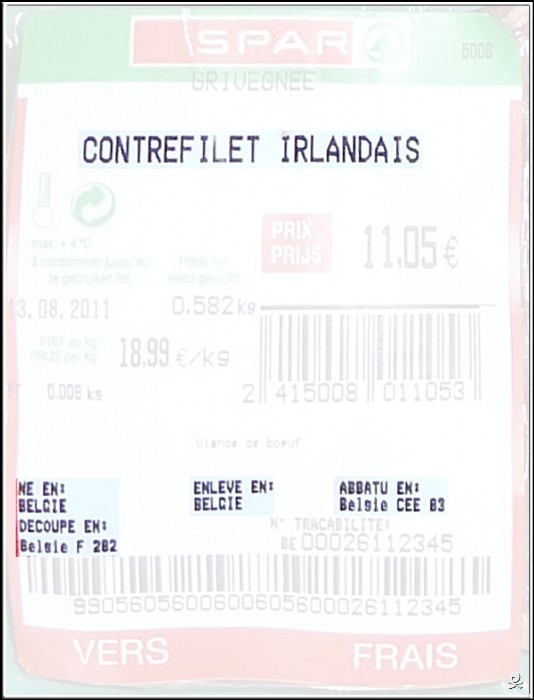 SPAR
5008
GRIVEGNEE
CONTREFILET IRLANDAIS
max. + 4 °C
à consommer jusqu'au
te gebruiken tot
Poids net
Netto gewicht
PRIX
PRIJS
11.05 €
13.08.2011
0.582 kg
PRIX au kg
PRIJS per kg
18.99 €/kg
0.008 kg
2 415008 011053
Viande de boeuf
NE EN:
BELGIE
ENLEVE EN:
BELGIE
ABBATU EN:
Belgie CEE 83
DECOUPE EN:
Belgie F 282
N° TRACABILITE:
BE 00026112345
9905605600600605600026112345
VERS
FRAIS